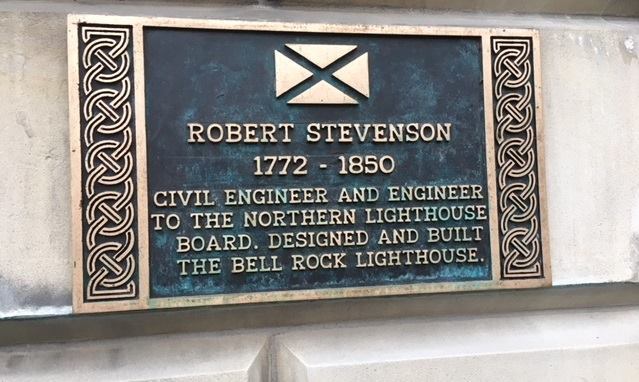 ROBERT STEVENSON
1772 - 1850
CIVIL ENGINEER AND ENGINEER
TO THE NORTHERN LIGHTHOUSE
BOARD. DESIGNED AND BUILT
THE BELL ROCK LIGHTHOUSE.